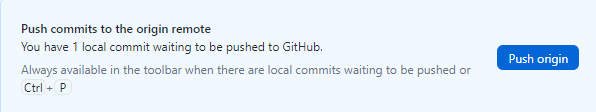 Push commits to the origin remote
You have 1 local commit waiting to be pushed to GitHub.
Push origin
Always available in the toolbar when there are local commits waiting to be pushed or
Ctrl + P